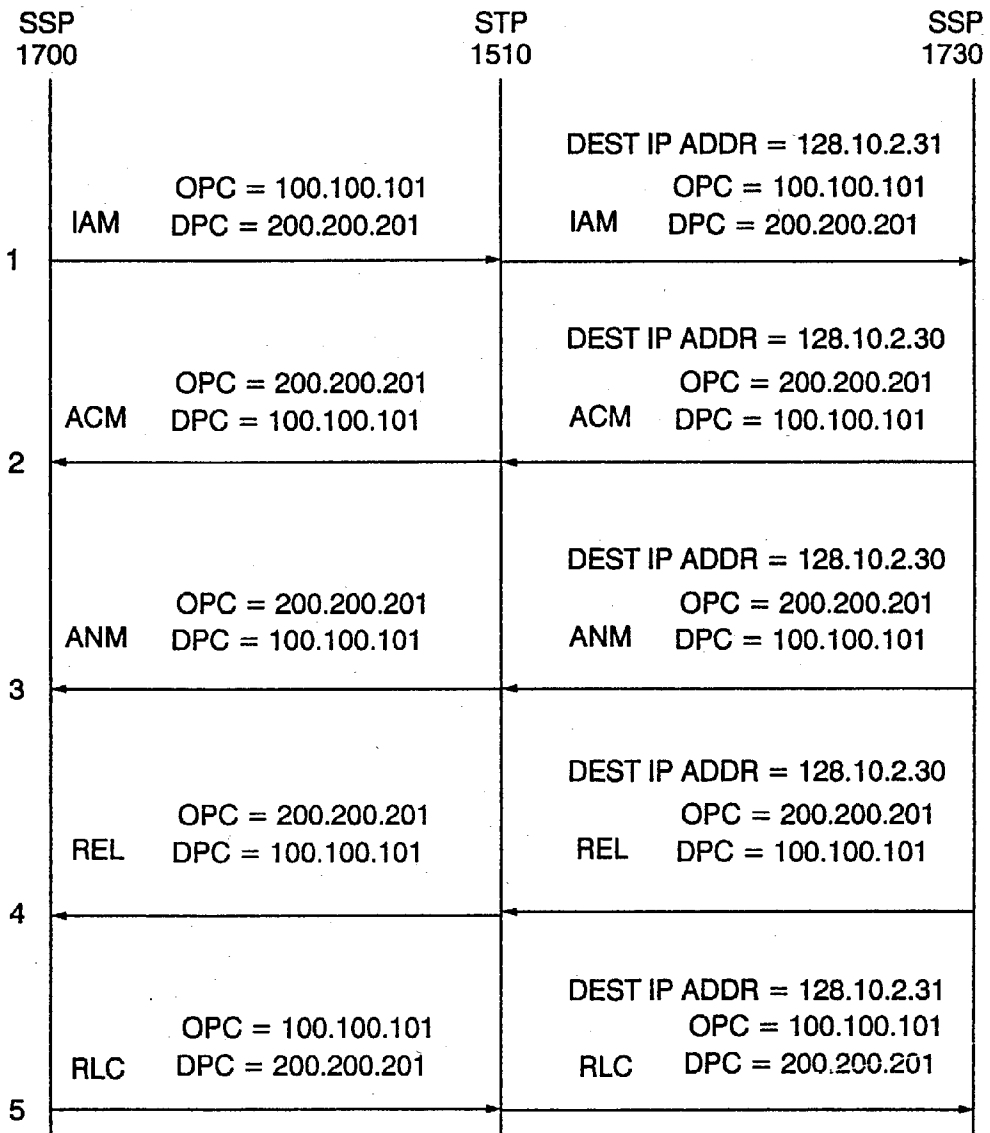 SSP STP SSP
1700 1510 1730
DEST IP ADDR = 128.10.2.31
OPC = 100.100.101 OPC = 100.100.101
IAM DPC = 200.200.201 IAM DPC = 200.200.201
1
DEST IP ADDR = 128.10.2.30
OPC = 200.200.201 OPC = 200.200.201
ACM DPC = 100.100.101 ACM DPC = 100.100.101
2
DEST IP ADDR = 128.10.2.30
OPC = 200.200.201 OPC = 200.200.201
ANM DPC = 100.100.101 ANM DPC = 100.100.101
3
DEST IP ADDR = 128.10.2.30
OPC = 200.200.201 OPC = 200.200.201
REL DPC = 100.100.101 REL DPC = 100.100.101
4
DEST IP ADDR = 128.10.2.31
OPC = 100.100.101 OPC = 100.100.101
RLC DPC = 200.200.201 RLC DPC = 200.200.201
5